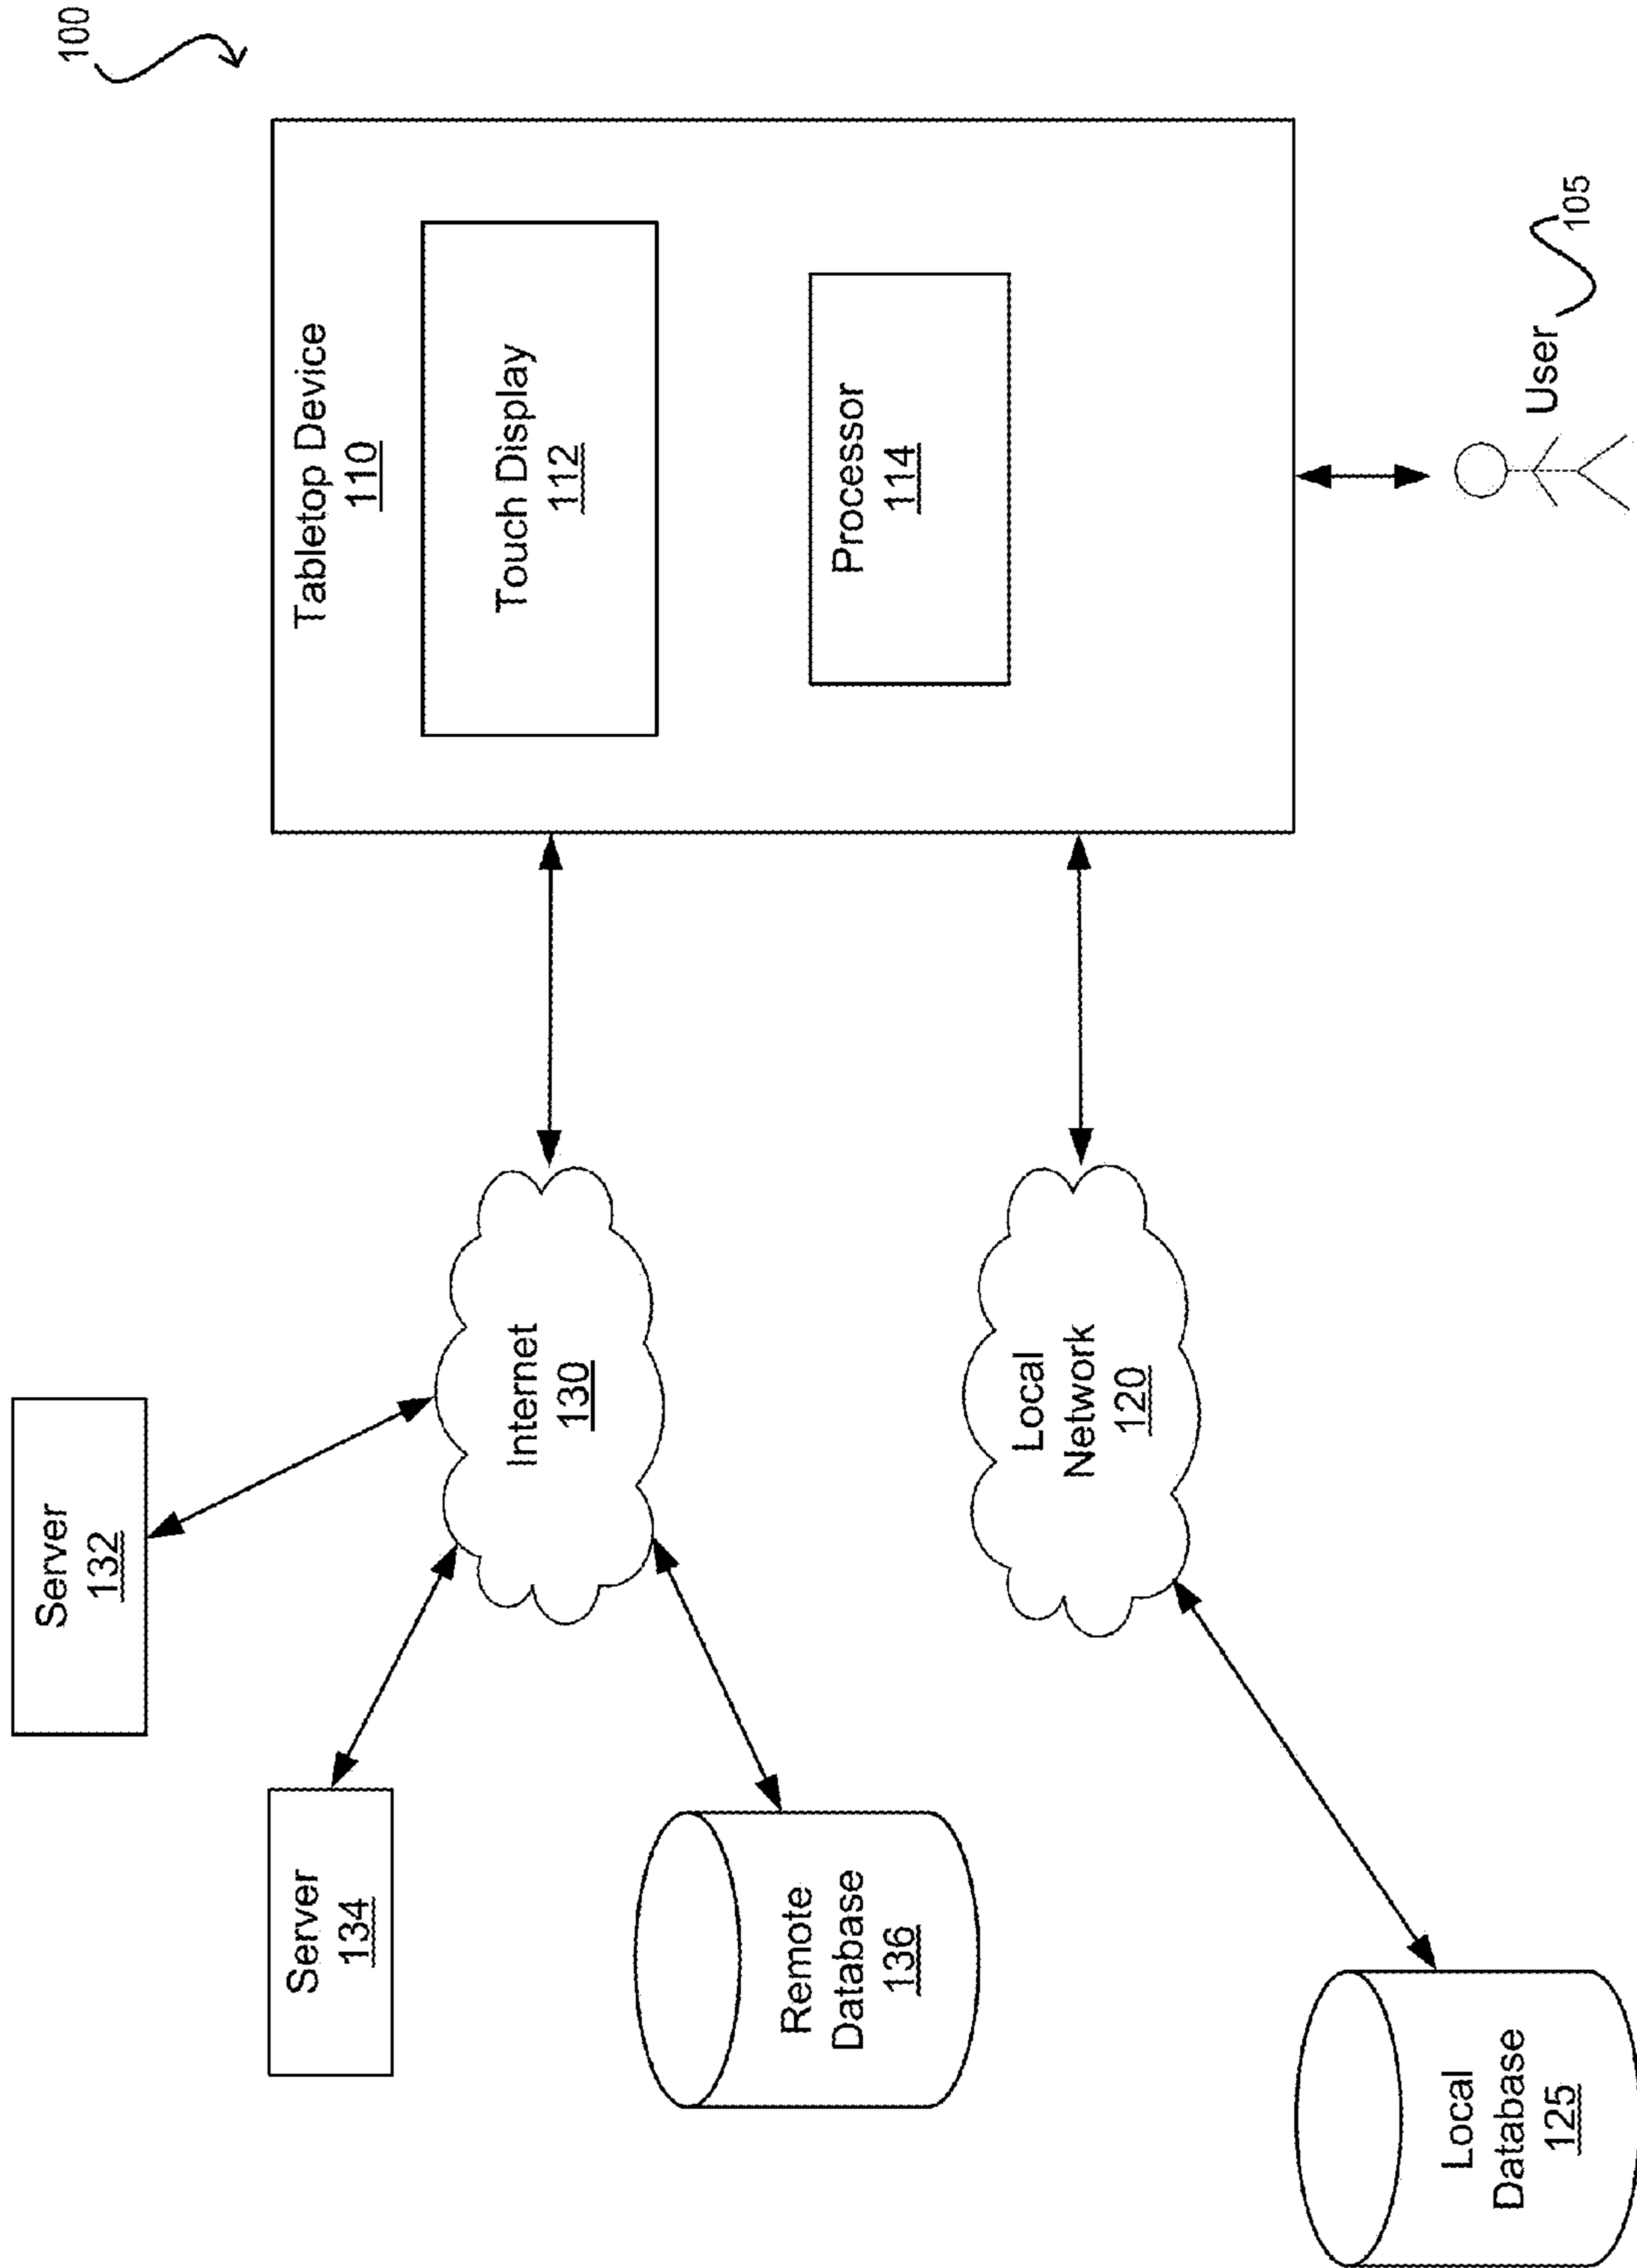 100
Tabletop Device
110
Touch Display
112
Processor
114
User
105
Server
132
Internet
130
Server
134
Remote
Database
136
Local
Network
120
Local
Database
125